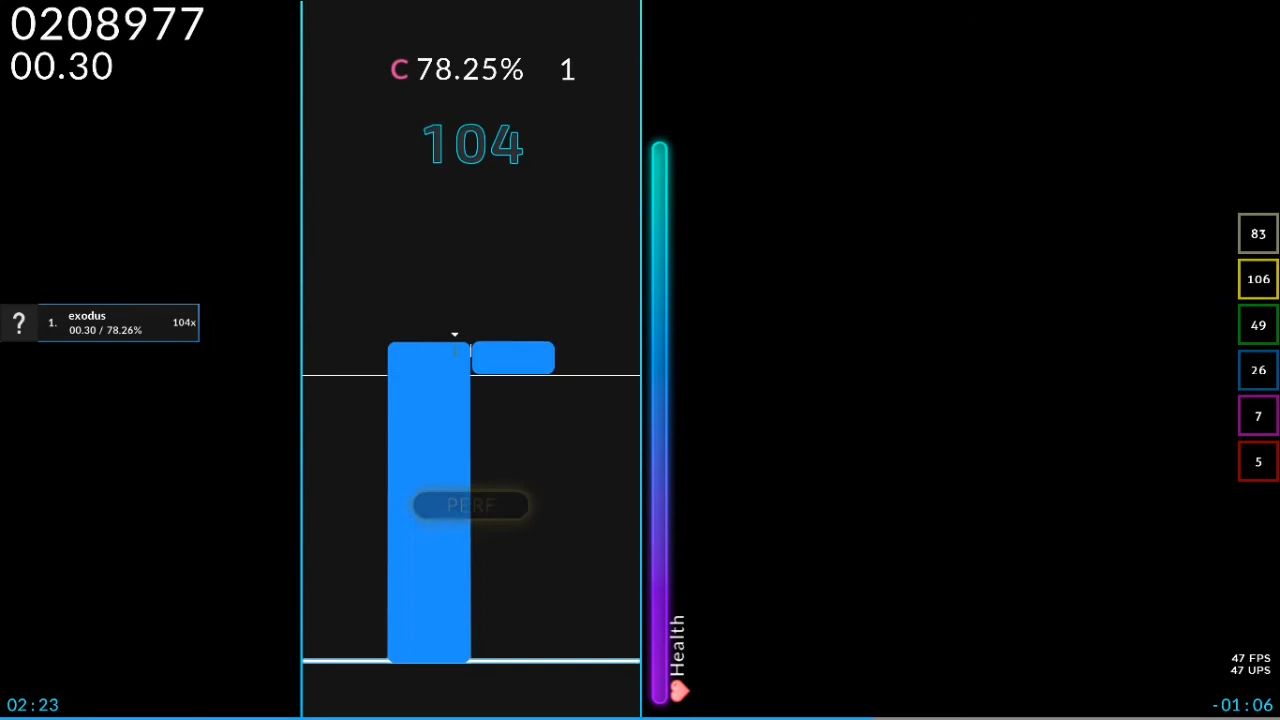 0208977
00.30
C 78.25% 1
104
83
106
49
26
7
5
?
1. exodus 104x
00.30 / 78.26%
PERF
Health
47 FPS
47 UPS
02:23
-01:06